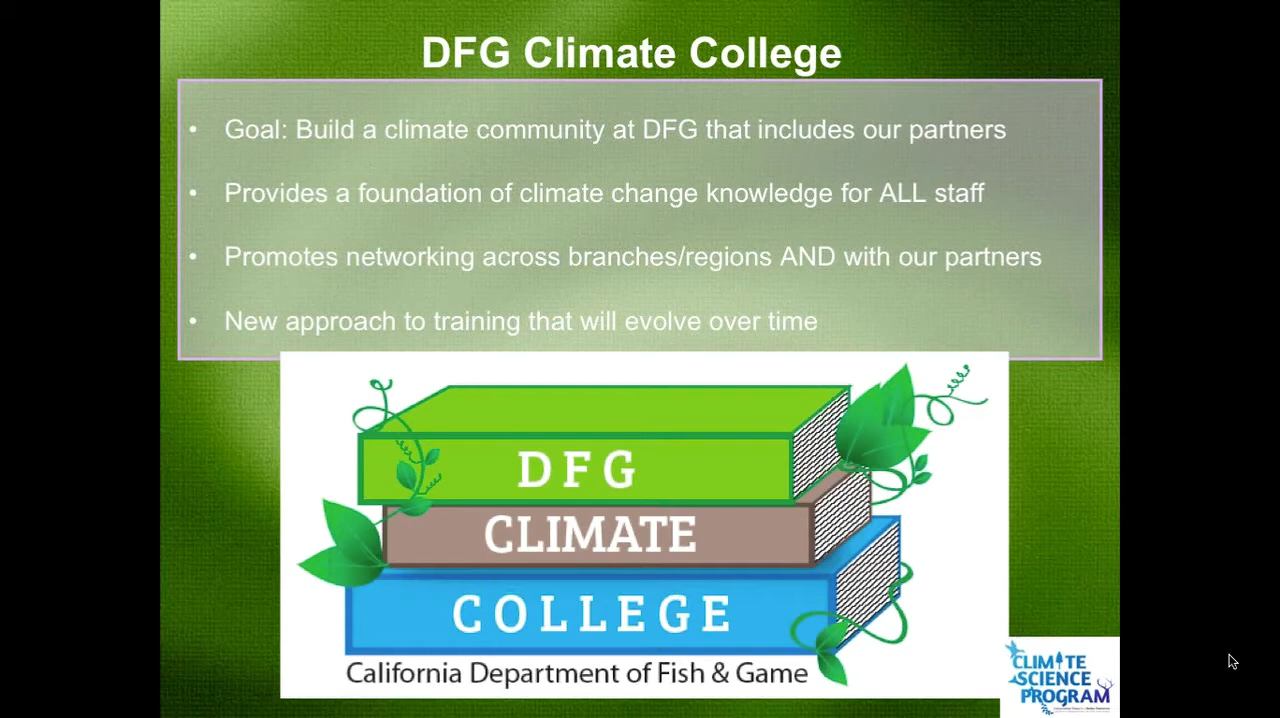 DFG Climate College
• Goal: Build a climate community at DFG that includes our partners
• Provides a foundation of climate change knowledge for ALL staff
• Promotes networking across branches/regions AND with our partners
• New approach to training that will evolve over time
DFG
CLIMATE
COLLEGE
California Department of Fish & Game
CLIMATE
SCIENCE
PROGRAM